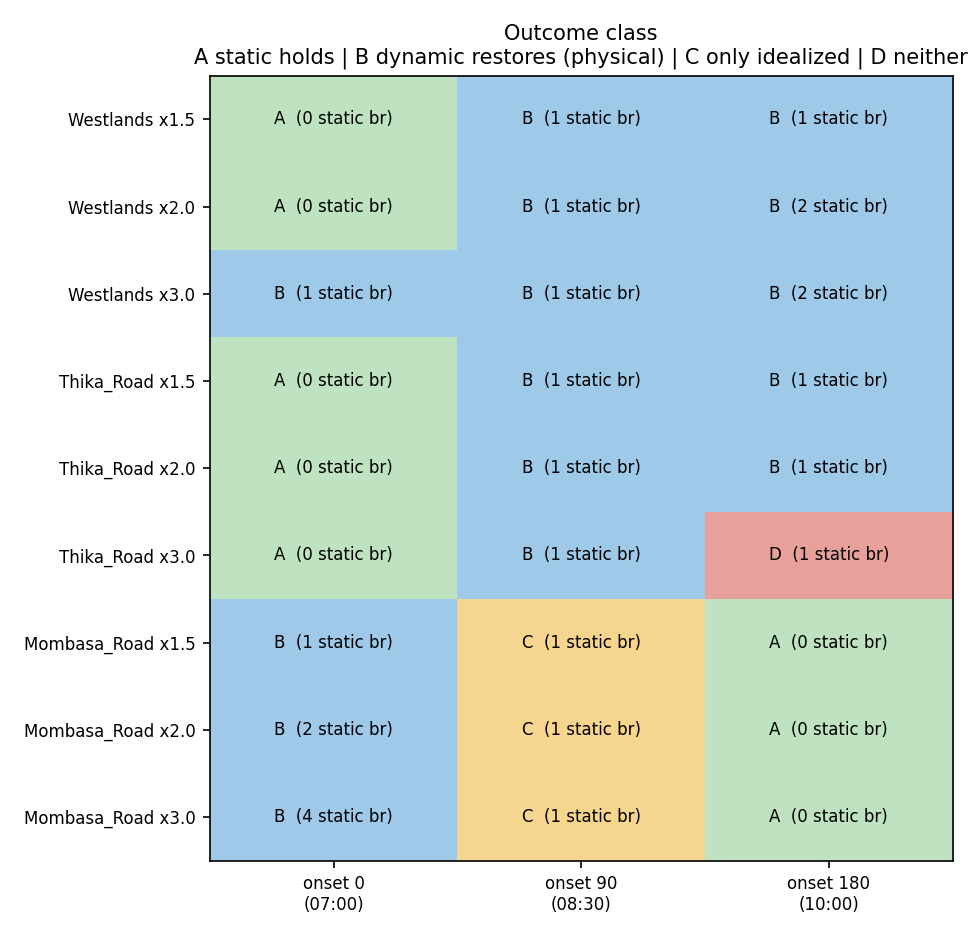 Outcome class
A static holds | B dynamic restores (physical) | C only idealized | D neither
Westlands x1.5 A (0 static br) B (1 static br) B (1 static br)
Westlands x2.0 A (0 static br) B (1 static br) B (2 static br)
Westlands x3.0 B (1 static br) B (1 static br) B (2 static br)
Thika_Road x1.5 A (0 static br) B (1 static br) B (1 static br)
Thika_Road x2.0 A (0 static br) B (1 static br) B (1 static br)
Thika_Road x3.0 A (0 static br) B (1 static br) D (1 static br)
Mombasa_Road x1.5 B (1 static br) C (1 static br) A (0 static br)
Mombasa_Road x2.0 B (2 static br) C (1 static br) A (0 static br)
Mombasa_Road x3.0 B (4 static br) C (1 static br) A (0 static br)
onset 0 onset 90 onset 180
(07:00) (08:30) (10:00)